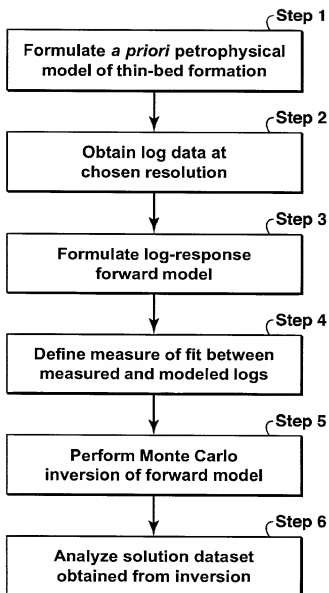 Step 1
Formulate a priori petrophysical
model of thin-bed formation
Step 2
Obtain log data at
chosen resolution
Step 3
Formulate log-response
forward model
Step 4
Define measure of fit between
measured and modeled logs
Step 5
Perform Monte Carlo
inversion of forward model
Step 6
Analyze solution dataset
obtained from inversion